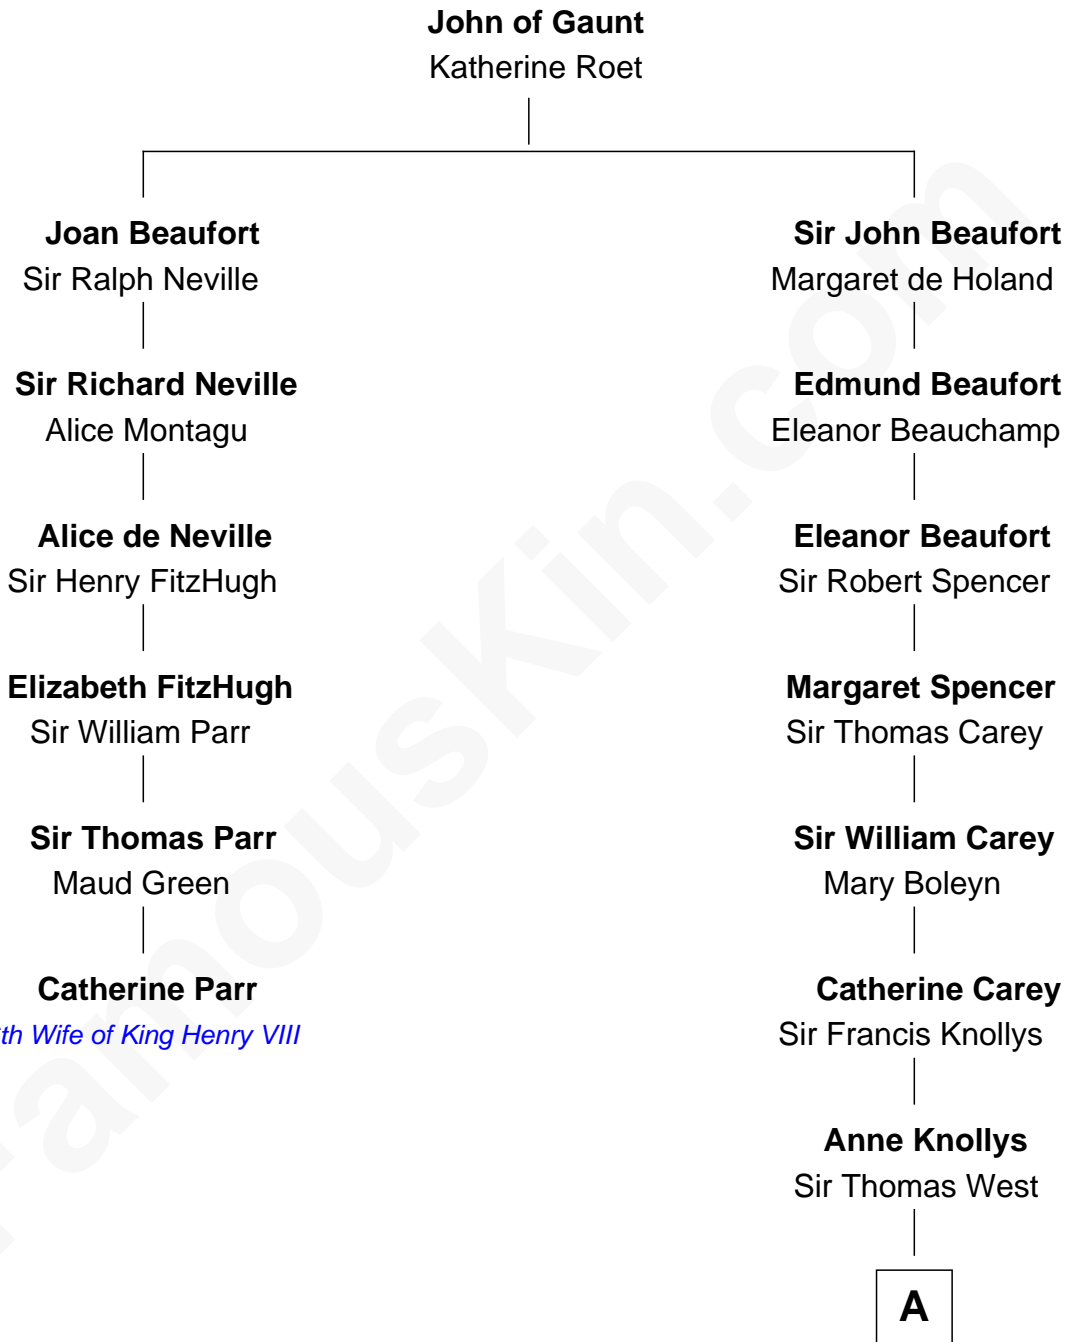 John of Gaunt
Katherine Roet
Joan Beaufort
Sir Ralph Neville
Sir John Beaufort
Margaret de Holand
Sir Richard Neville
Alice Montagu
Edmund Beaufort
Eleanor Beauchamp
Alice de Neville
Sir Henry FitzHugh
Eleanor Beaufort
Sir Robert Spencer
Elizabeth FitzHugh
Sir William Parr
Margaret Spencer
Sir Thomas Carey
Sir Thomas Parr
Maud Green
Sir William Carey
Mary Boleyn
Catherine Parr
th Wife of King Henry VIII
Catherine Carey
Sir Francis Knollys
Anne Knollys
Sir Thomas West
A
FamousKin.com